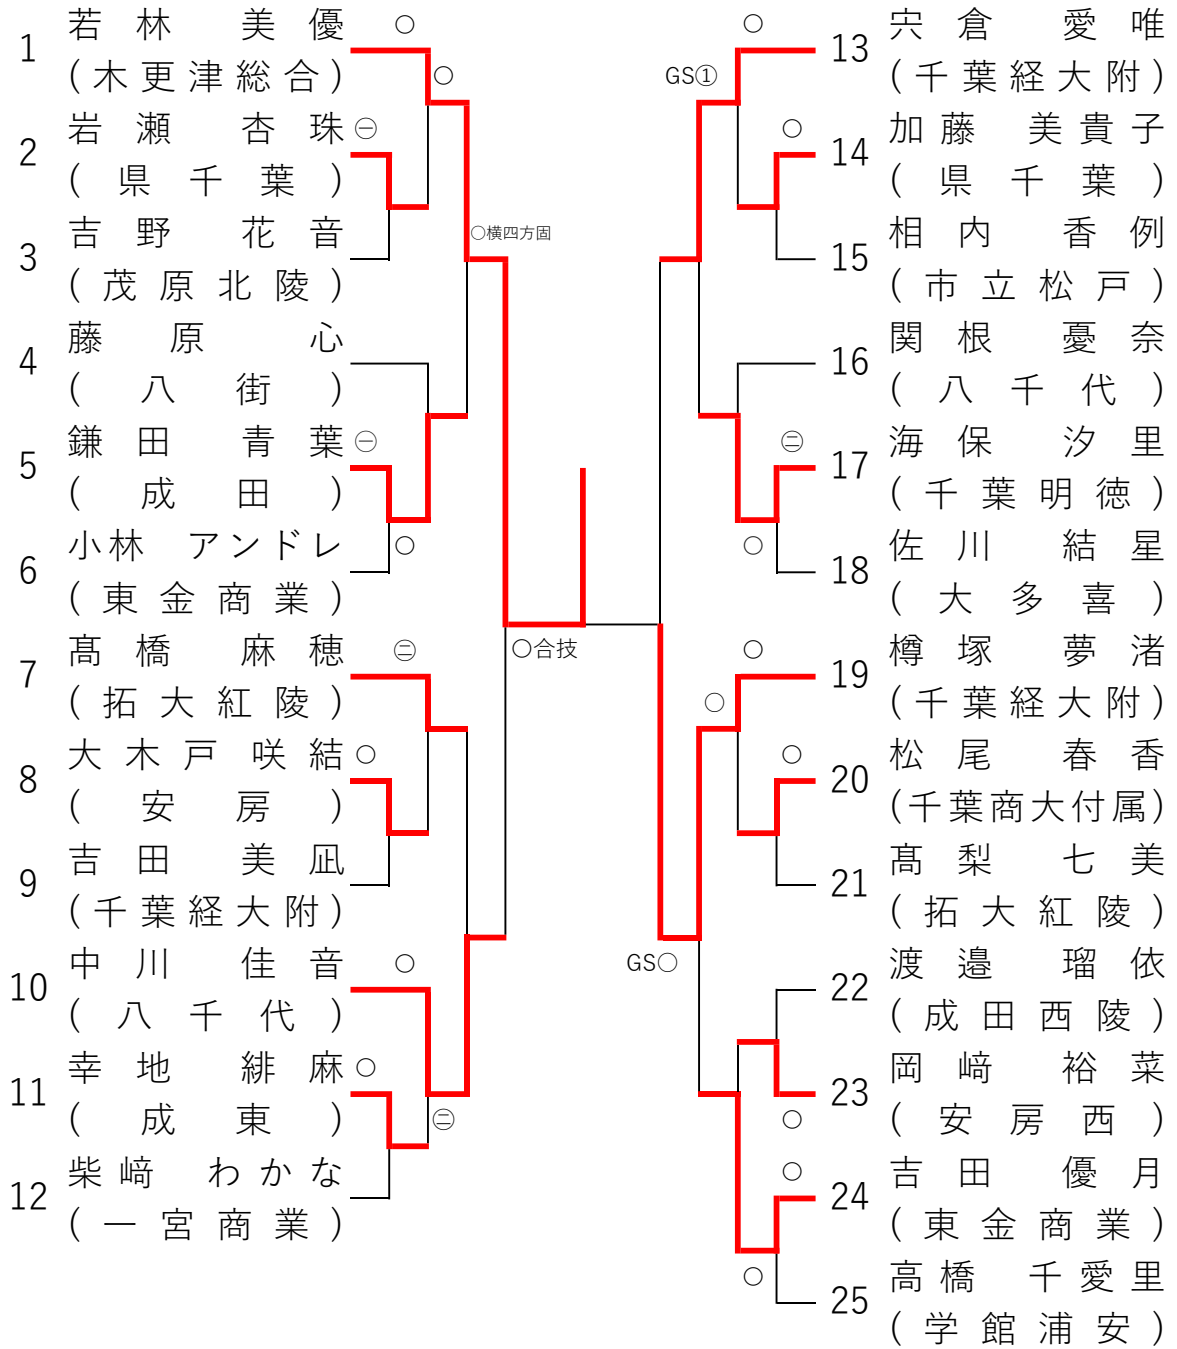 1 若林 美優 ○
(木更津総合) ○
2 岩瀬 杏珠 ㊀
(県千葉)
3 吉野 花音
(茂原北陵)
○横四方固
4 藤原 心
(八街)
5 鎌田 青葉 ㊀
(成田)
6 小林 アンドレ ○
(東金商業)
7 髙橋 麻穂 ㊁
(拓大紅陵)
○合技
8 大木戸 咲結 ○
(安房)
9 吉田 美凪
(千葉経大附)
10 中川 佳音 ○
(八千代)
11 幸地 緋麻 ○
(成東) ㊁
12 柴﨑 わかな
(一宮商業)
○ 13 宍倉 愛唯
GS① (千葉経大附)
○ 14 加藤 美貴子
(県千葉)
15 相内 香例
(市立松戸)
16 関根 憂奈
(八千代)
㊁ 17 海保 汐里
(千葉明徳)
○ 18 佐川 結星
(大多喜)
○ 19 樽塚 夢渚
○ (千葉経大附)
○ 20 松尾 春香
(千葉商大付属)
21 髙梨 七美
(拓大紅陵)
GS○
22 渡邉 瑠依
(成田西陵)
23 岡﨑 裕菜
○ (安房西)
○ 24 吉田 優月
(東金商業)
○ 25 高橋 千愛里
(学館浦安)